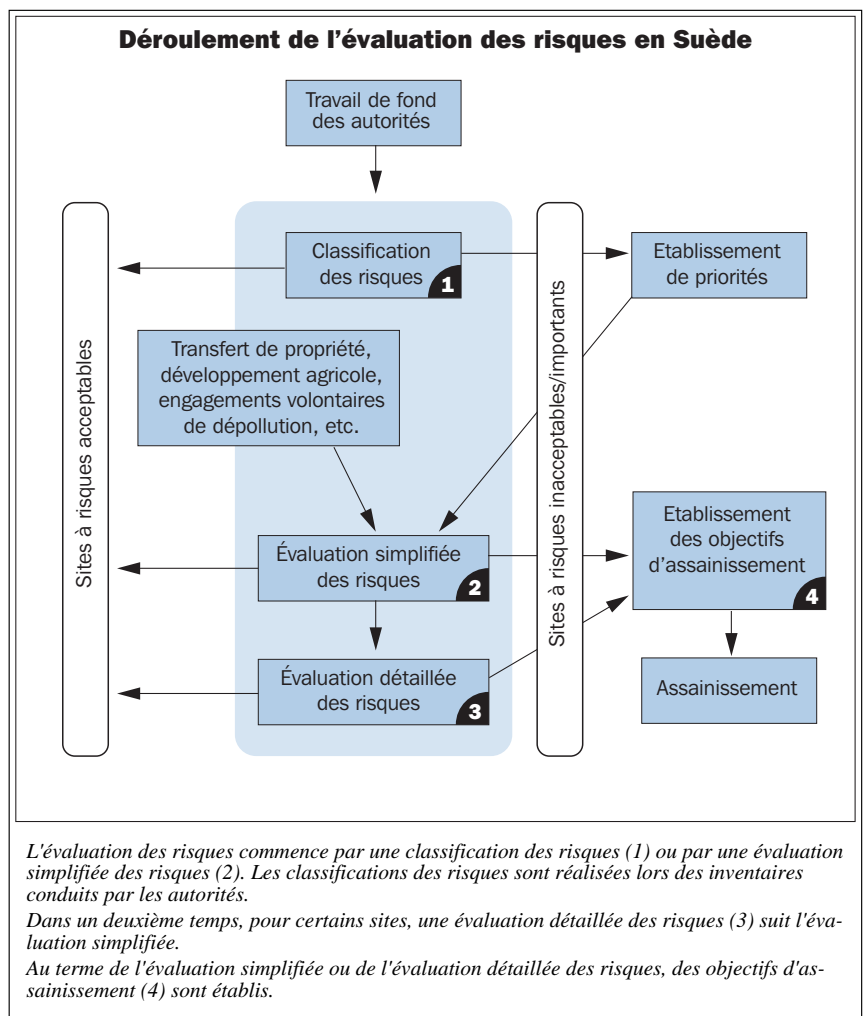 Déroulement de l'évaluation des risques en Suède
Travail de fond
des autorités
Sites à risques acceptables
Classification
des risques
1
Sites à risques inacceptables/importants
Etablissement
de priorités
Transfert de propriété,
développement agricole,
engagements volontaires
de dépollution, etc.
Évaluation simplifiée
des risques
2
Etablissement
des objectifs
d'assainissement
4
Évaluation détaillée
des risques
3
Assainissement
L'évaluation des risques commence par une classification des risques (1) ou par une évaluation
simplifiée des risques (2). Les classifications des risques sont réalisées lors des inventaires
conduits par les autorités.
Dans un deuxième temps, pour certains sites, une évaluation détaillée des risques (3) suit l'éva-
luation simplifiée.
Au terme de l'évaluation simplifiée ou de l'évaluation détaillée des risques, des objectifs d'as-
sainissement (4) sont établis.